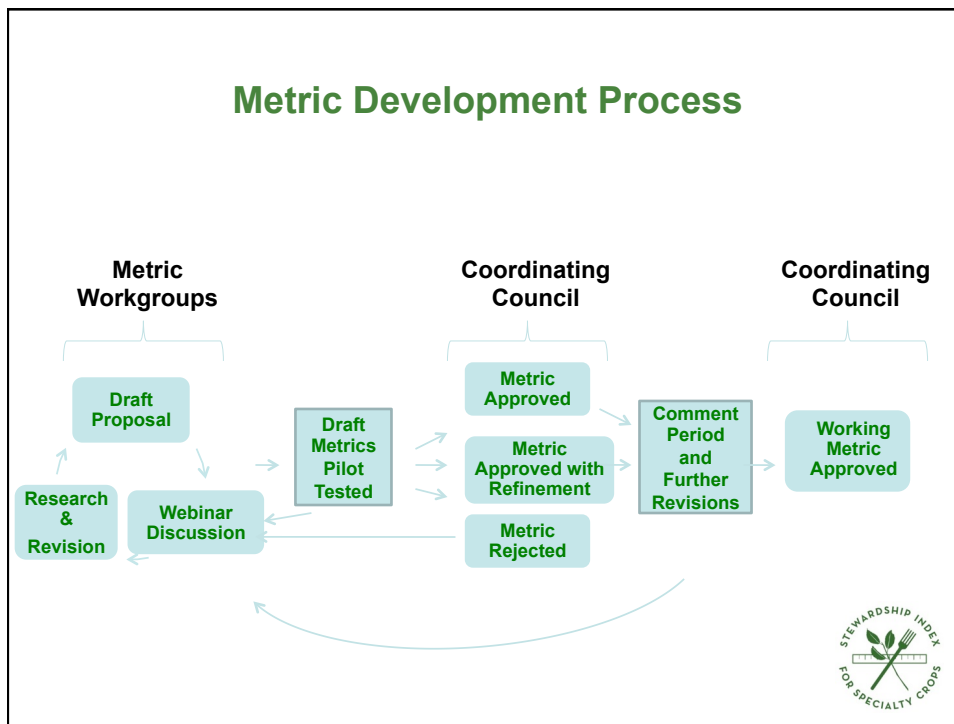 Metric Development Process
Metric
Workgroups
Coordinating
Council
Coordinating
Council
Draft
Proposal
Research
&
Revision
Webinar
Discussion
Draft
Metrics
Pilot
Tested
Metric
Approved
Metric
Approved with
Refinement
Metric
Rejected
Comment
Period
and
Further
Revisions
Working
Metric
Approved
STEWARDSHIP INDEX
FOR SPECIALTY CROPS